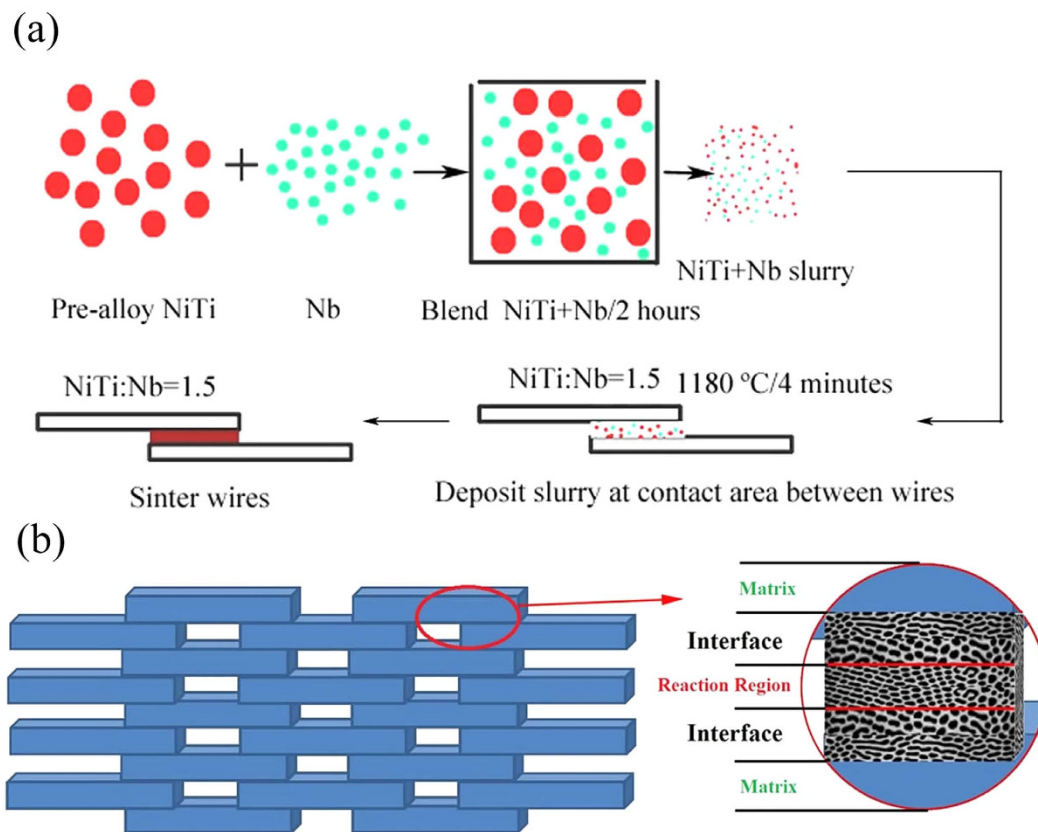 (a)
+
NiTi+Nb slurry
Pre-alloy NiTi
Nb
Blend NiTi+Nb/2 hours
NiTi:Nb=1.5
NiTi:Nb=1.5
1180 ºC/4 minutes
Sinter wires
Deposit slurry at contact area between wires
(b)
Matrix
Interface
Reaction Region
Interface
Matrix